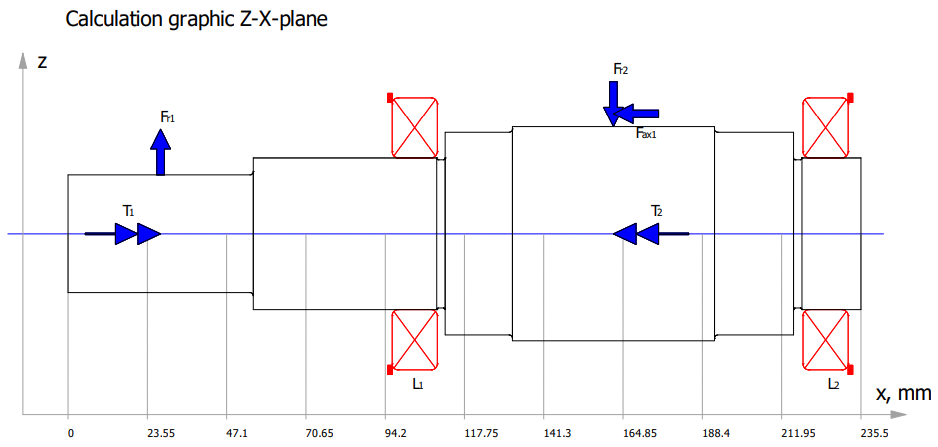 Calculation graphic Z-X-plane
z
Fr2
Fr1
Fax1
T1
T2
L1
L2
x, mm
0 23.55 47.1 70.65 94.2 117.75 141.3 164.85 188.4 211.95 235.5